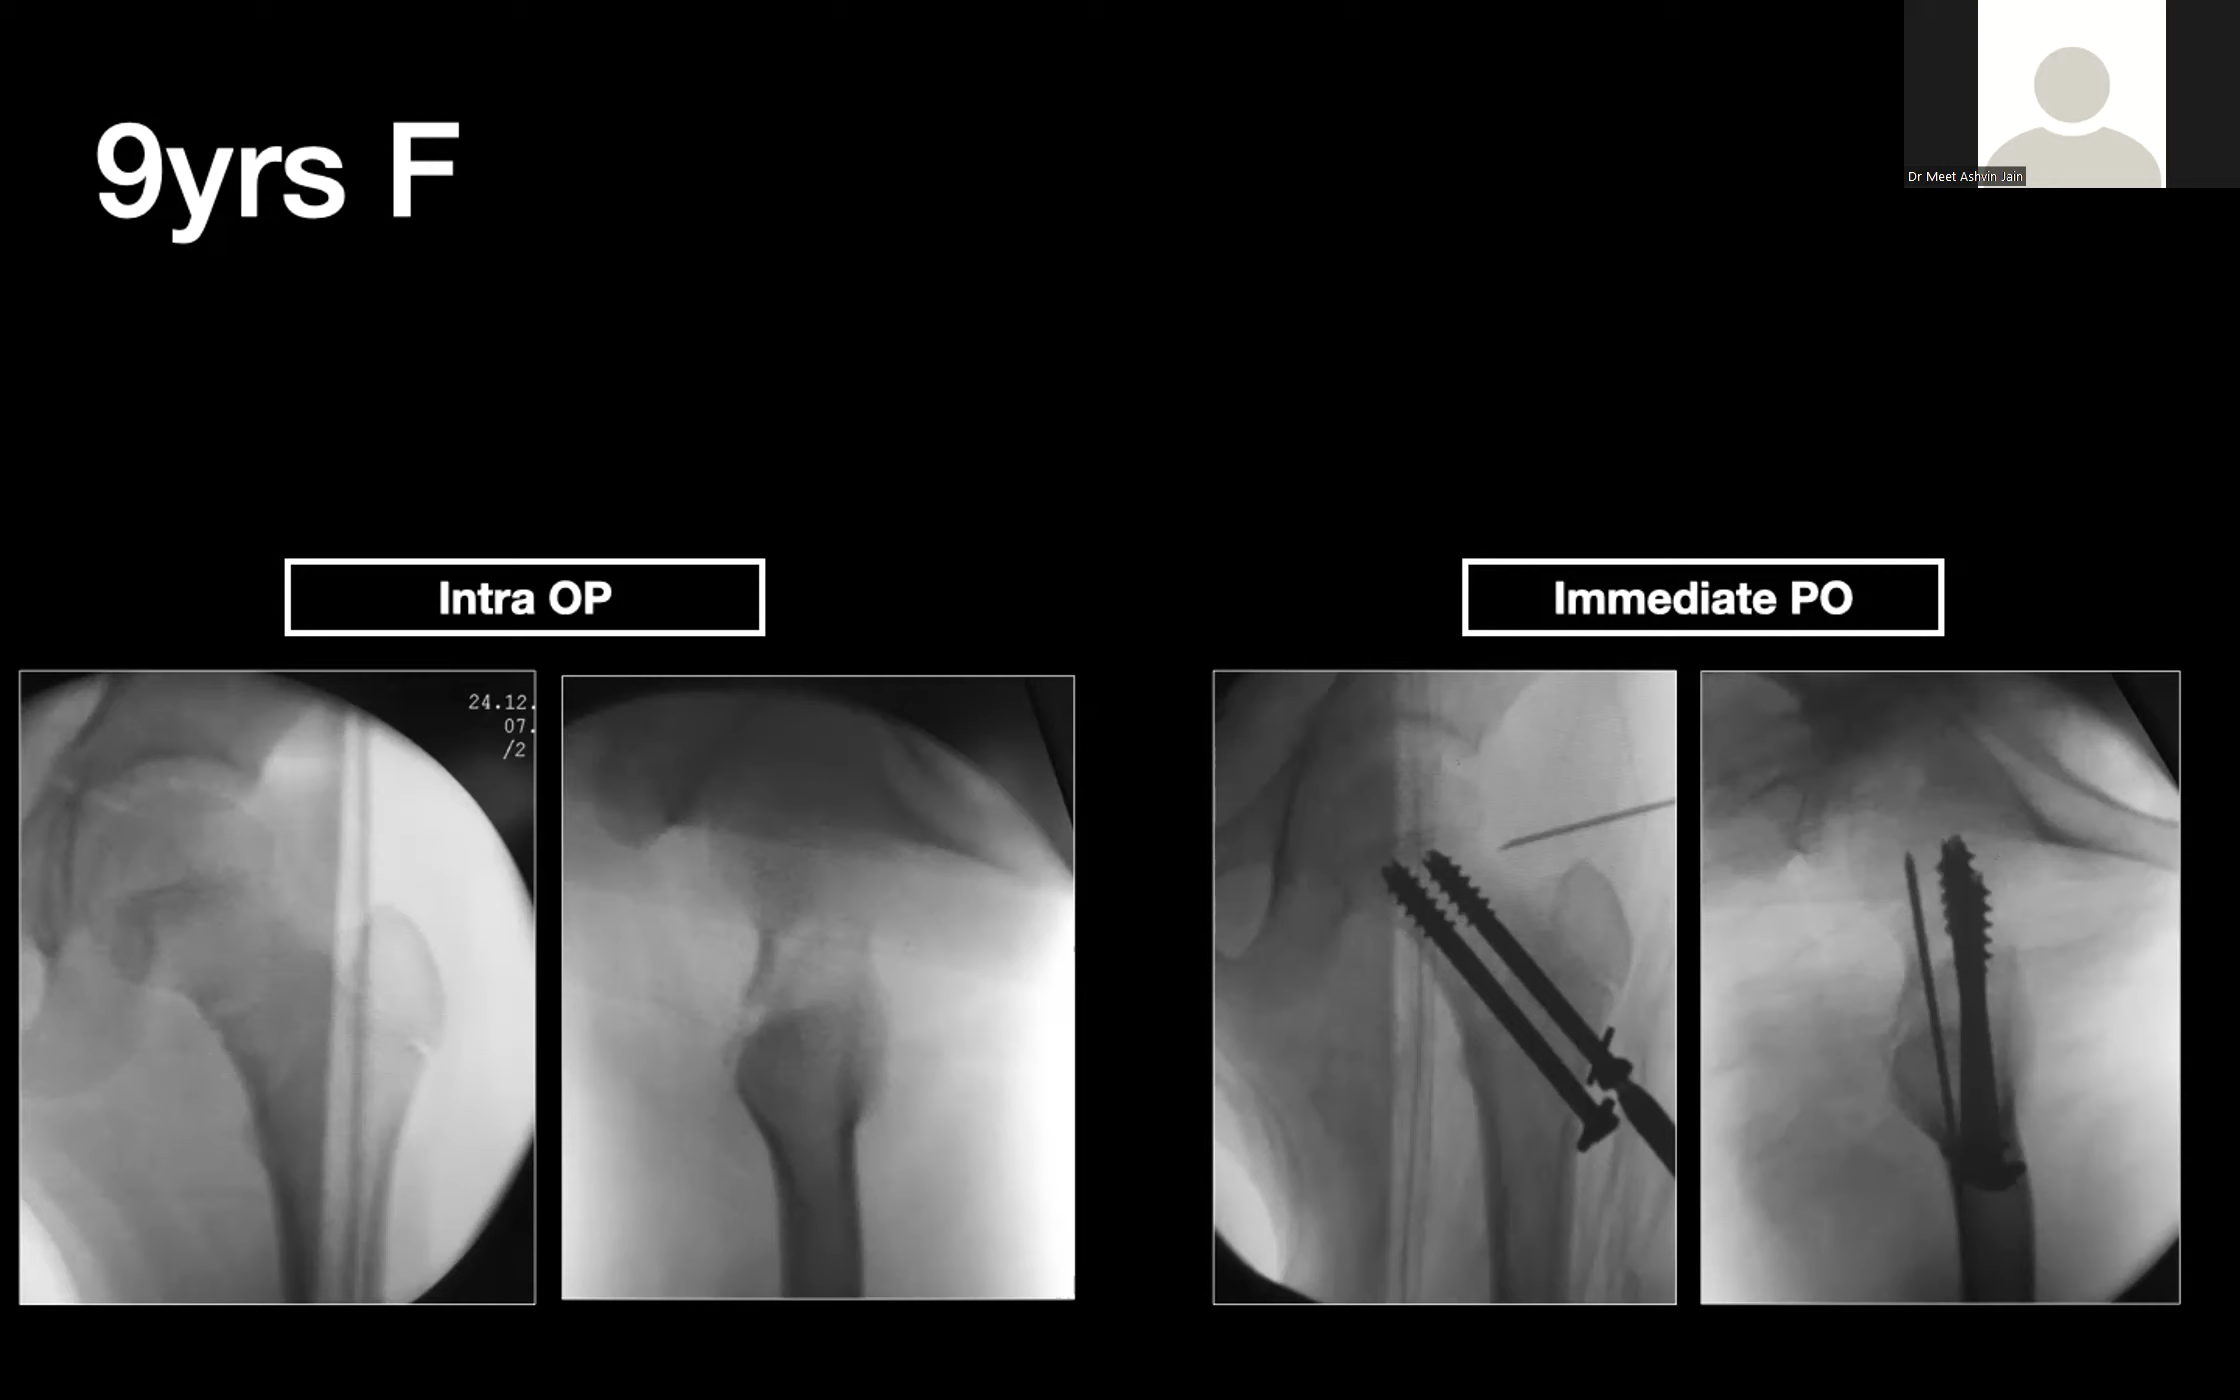 9yrs F
Dr Meet Ashvin Jain
Intra OP
Immediate PO
24.12.
07.
/2